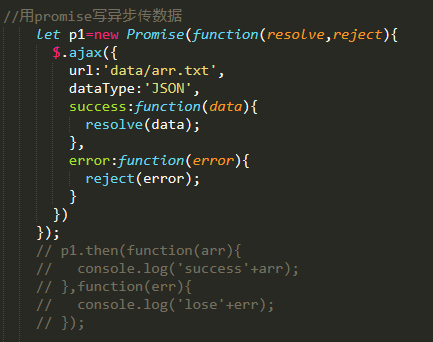 //用promise写异步传数据
let p1=new Promise(function(resolve,reject){
$.ajax({
url:'data/arr.txt',
dataType:'JSON',
success:function(data){
resolve(data);
},
error:function(error){
reject(error);
}
})
});
// p1.then(function(arr){
//   console.log('success'+arr);
// },function(err){
//   console.log('lose'+err);
// });